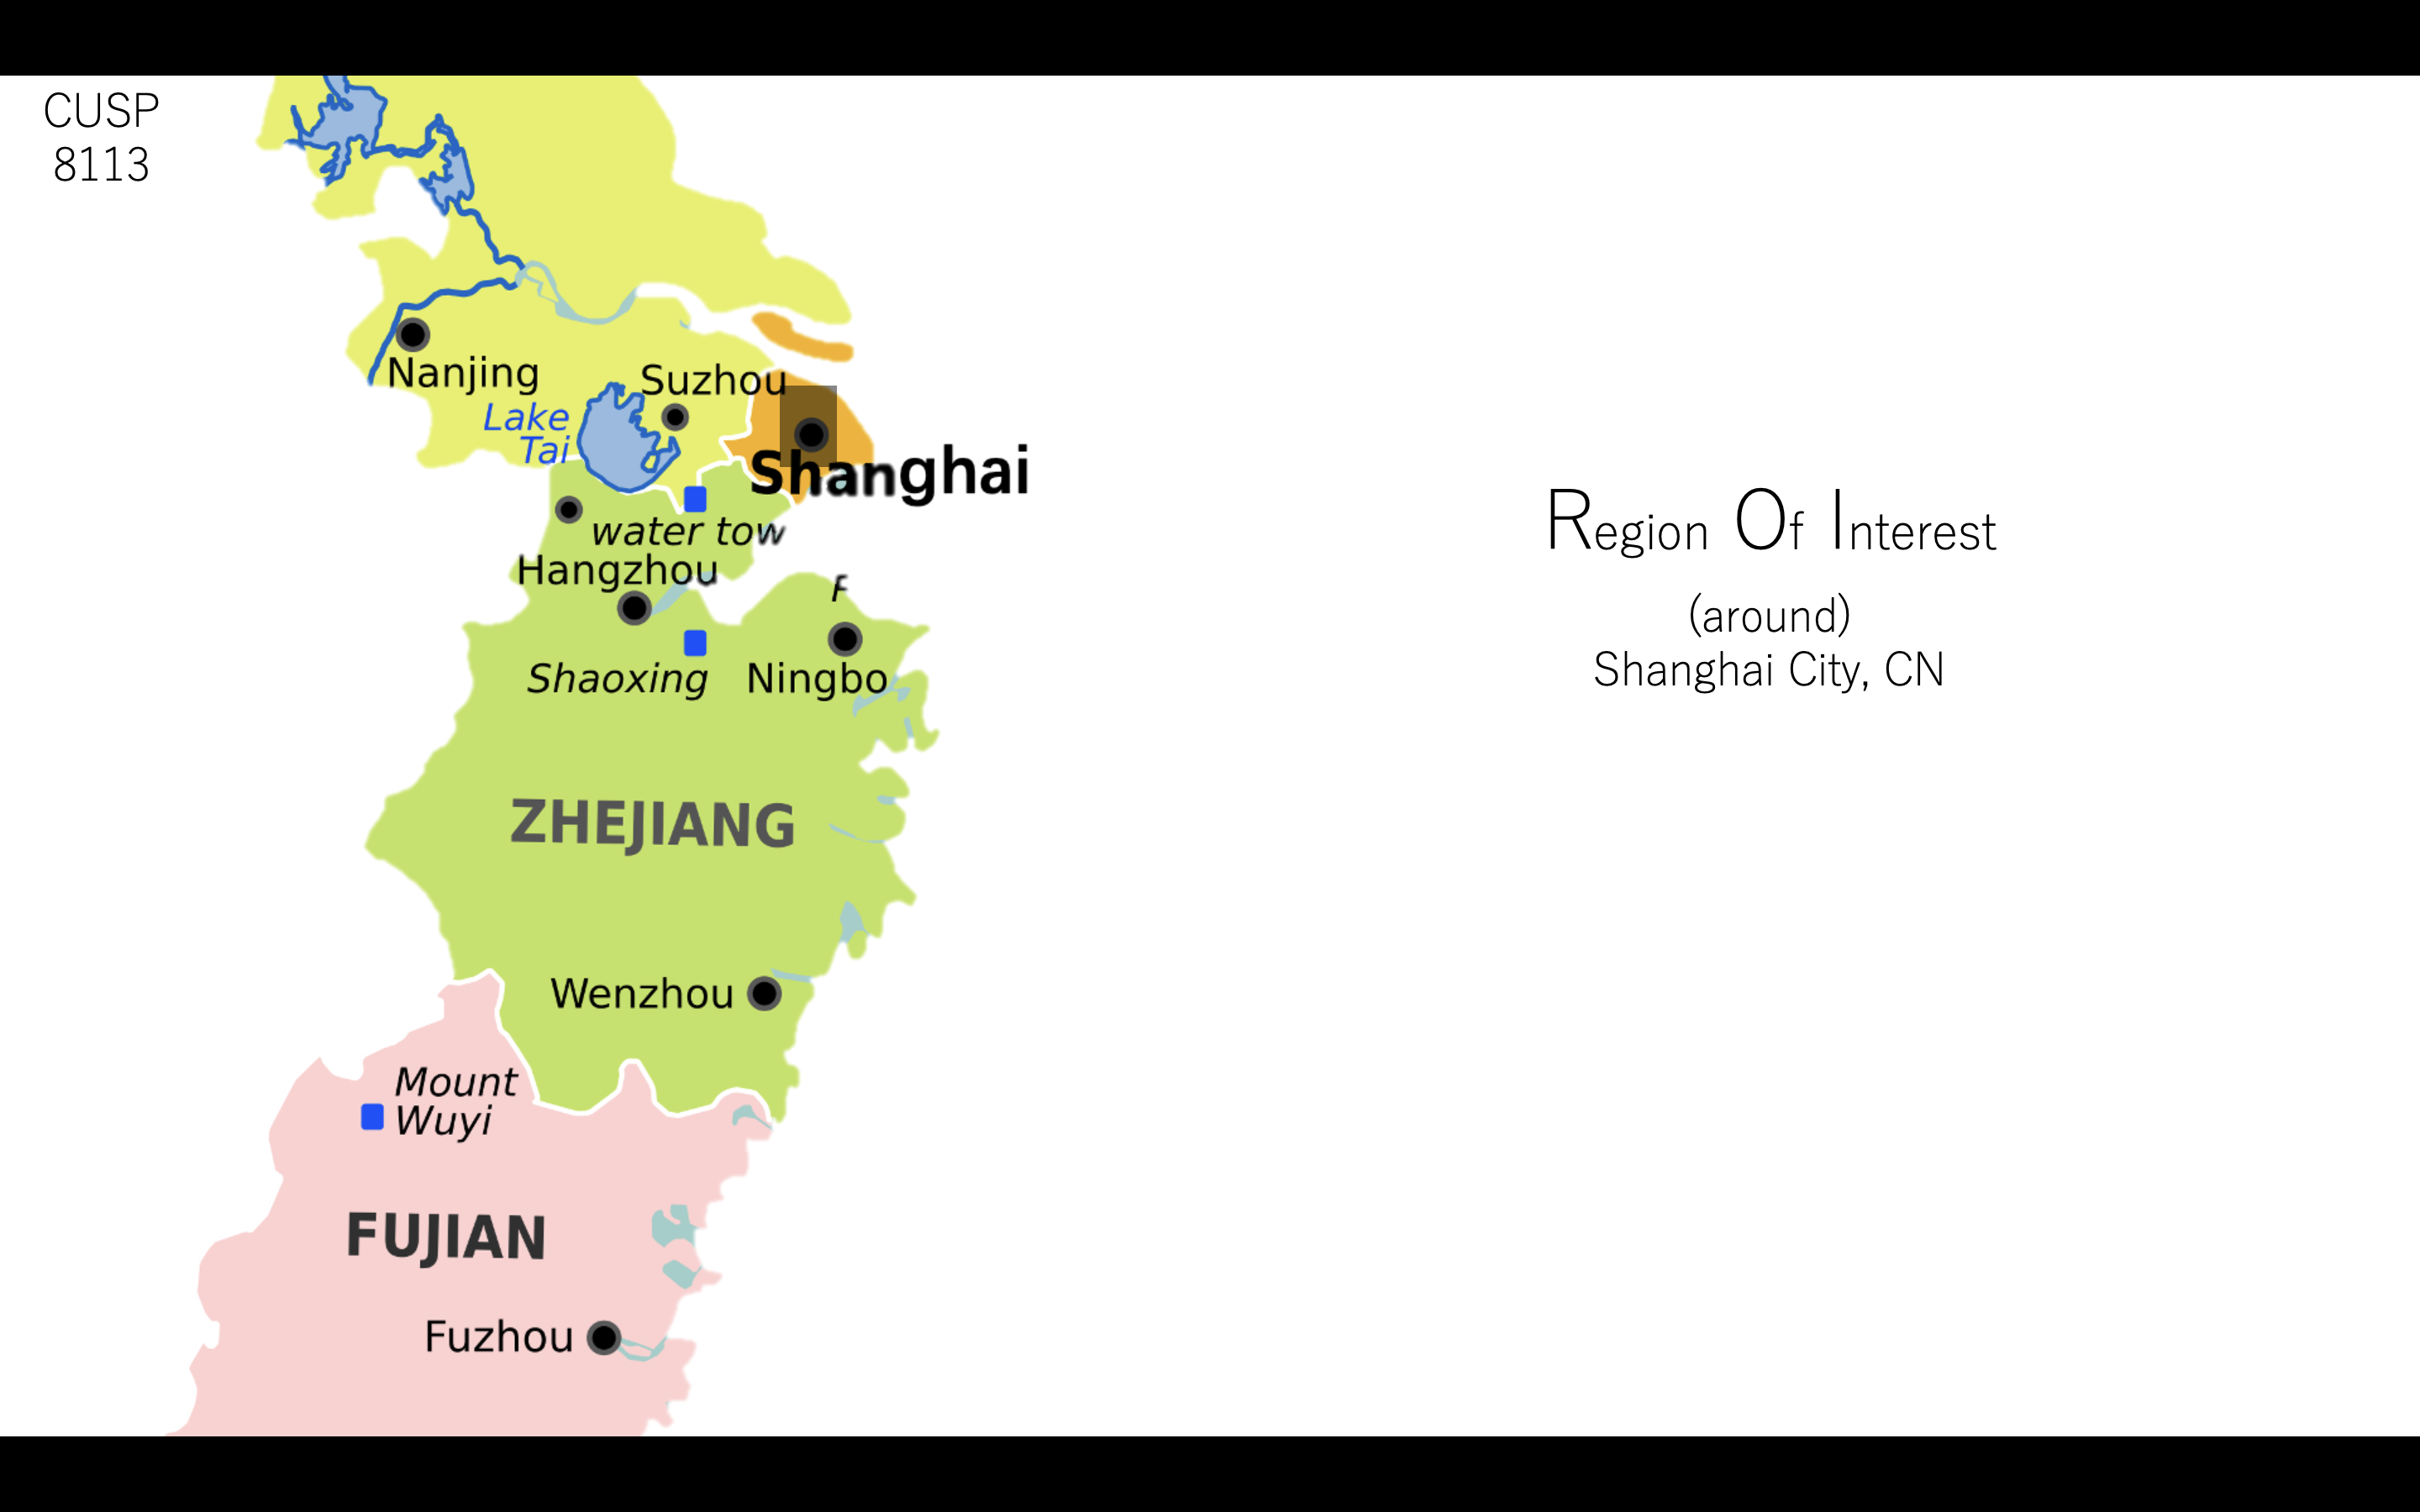 CUSP
8113
Nanjing
Suzhou
Lake
Tai
Shanghai
water tow
Hangzhou
Shaoxing
Ningbo
ZHEJIANG
Wenzhou
Mount
Wuyi
FUJIAN
Fuzhou
Region Of Interest
(around)
Shanghai City, CN